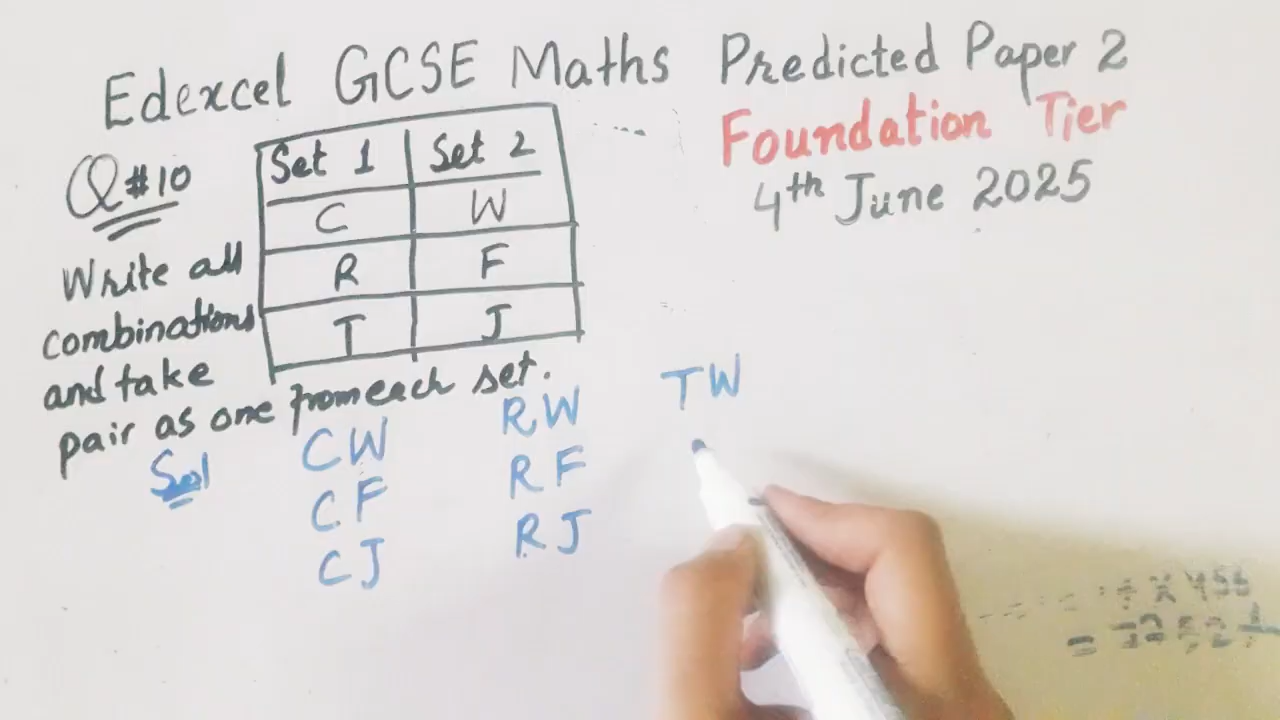 Edexcel GCSE Maths Predicted Paper 2
Foundation Tier
4th June 2025
Q #10
Set 1 Set 2
C W
R F
T J
Write all
combinations
and take
pair as one from each set.
Sol
CW RW TW
CF RF
CJ RJ